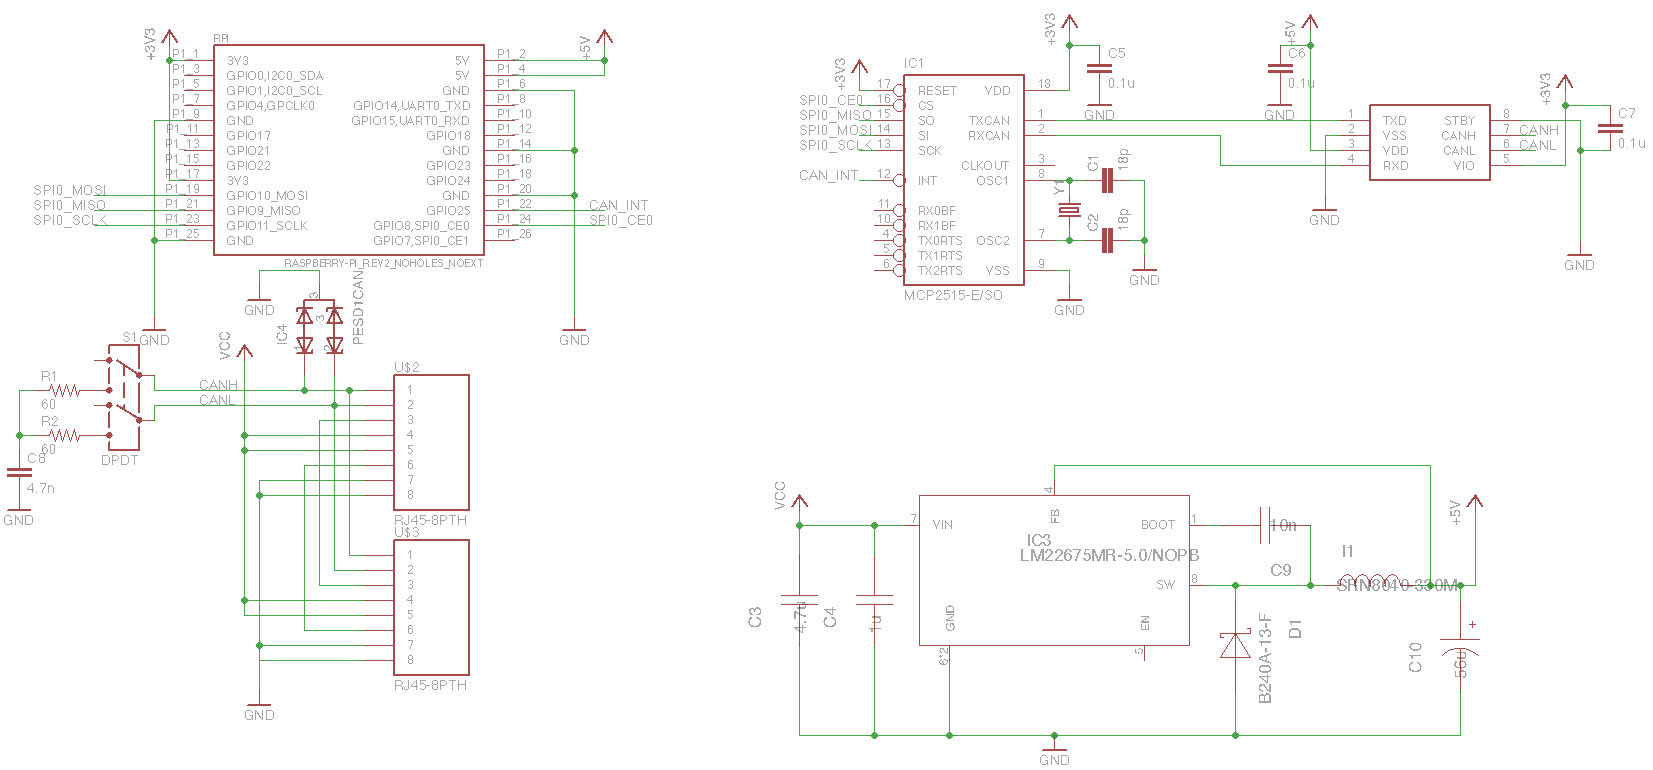 RPI
+3V3
+5V
P1_1 3V3 5V P1_2
P1_3 GPIO0,I2C0_SDA 5V P1_4
P1_5 GPIO1,I2C0_SCL GND P1_6
P1_7 GPIO4,GPCLK0 GPIO14,UART0_TXD P1_8
P1_9 GND GPIO15,UART0_RXD P1_10
P1_11 GPIO17 GPIO18 P1_12
P1_13 GPIO21 GND P1_14
P1_15 GPIO22 GPIO23 P1_16
P1_17 3V3 GPIO24 P1_18
SPI0_MOSI P1_19 GPIO10_MOSI GND P1_20
SPI0_MISO P1_21 GPIO9_MISO GPIO25 P1_22 CAN_INT
SPI0_SCLK P1_23 GPIO11_SCLK GPIO8,SPI0_CE0 P1_24 SPI0_CE0
P1_25 GND GPIO7,SPI0_CE1 P1_26
RASPBERRY-PI_REV2_NOHOLES_NOEXT
GND
GND
GND
IC4
PESD1CAN
3
3
1
2
S1
DPDT
R1
60
R2
60
C8
4.7n
GND
VCC
CANH
CANL
U$2
1
2
3
4
5
6
7
8
RJ45-8PTH
U$3
1
2
3
4
5
6
7
8
RJ45-8PTH
GND
IC1
+3V3
+3V3
C5
0.1u
GND
17 RESET VDD 18
SPI0_CE0 16 CS
SPI0_MISO 15 SO TXCAN 1
SPI0_MOSI 14 SI RXCAN 2
SPI0_SCLK 13 SCK
CLKOUT 3
CAN_INT 12 INT OSC1 8
11 RX0BF
10 RX1BF
4 TX0RTS OSC2 7
5 TX1RTS
6 TX2RTS VSS 9
MCP2515-E/SO
Y1
C1
18p
C2
18p
GND
GND
+5V
C6
0.1u
GND
+3V3
C7
0.1u
1 TXD STBY 8
2 VSS CANH 7 CANH
3 VDD CANL 6 CANL
4 RXD VIO 5
GND
GND
VCC
C3
4.7u
C4
1u
7 VIN
4
FB
BOOT 1
IC3
LM22675MR-5.0/NOPB
SW 8
GND
6*2
EN
5
10n
C9
I1
SRN8040-330M
+5V
D1
B240A-13-F
C10
56u
+
GND